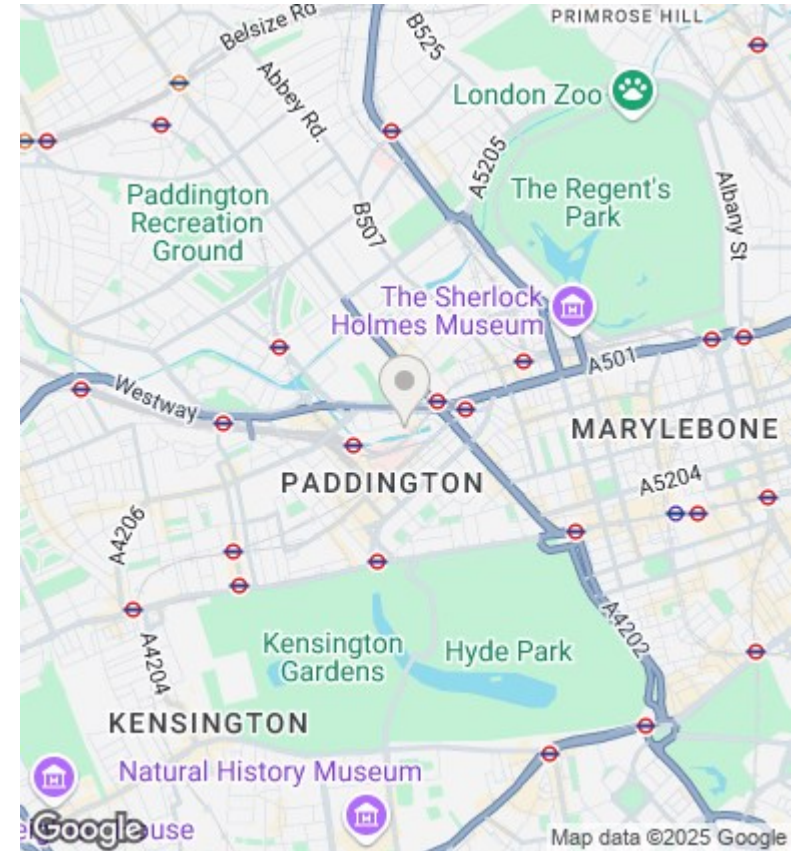 PRIMROSE HILL
Belsize Rd
B525
Abbey Rd.
London Zoo
A5205
Albany St
The Regent's
Park
Paddington
Recreation
Ground
B507
The Sherlock
Holmes Museum
A501
Westway
MARYLEBONE
PADDINGTON
A5204
A4206
A4202
A4204
Kensington
Gardens
Hyde Park
KENSINGTON
Natural History Museum
Google
use
Map data ©2025 Google